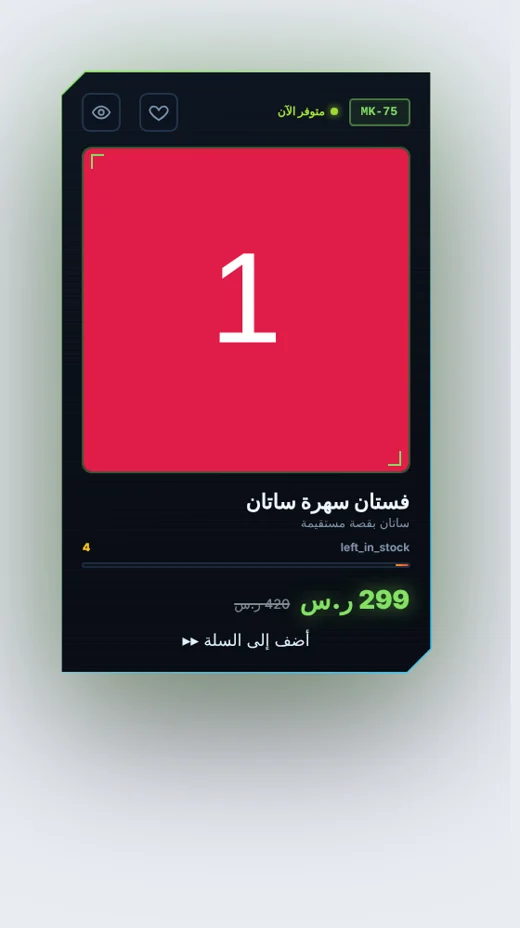 MK-75
متوفر الآن
1
فستان سهرة ساتان
ساتان بقصة مستقيمة
left_in_stock 4
299 ر.س 420 ر.س
أضف إلى السلة ▸▸